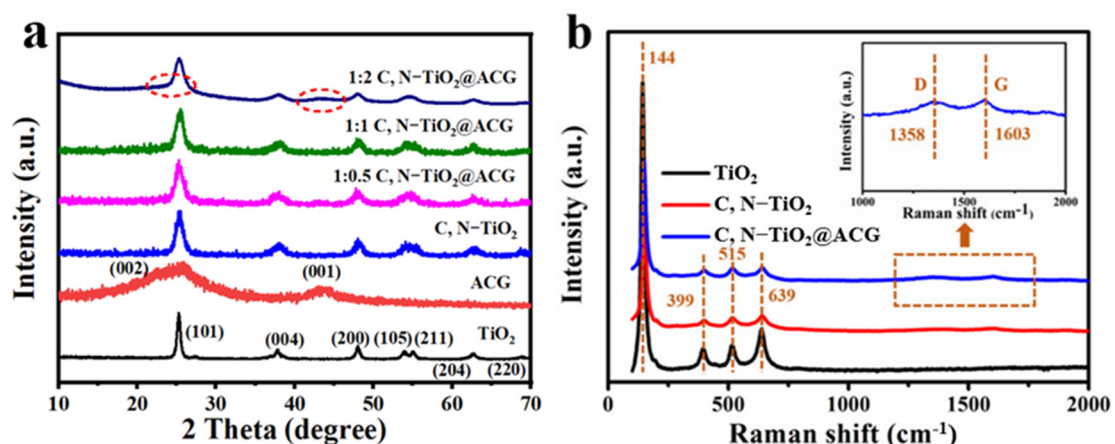 a
1:2 C, N−TiO₂@ACG
1:1 C, N−TiO₂@ACG
1:0.5 C, N−TiO₂@ACG
C, N−TiO₂
(002)
(001)
ACG
(101)
(004)
(200)
(105)
(211)
TiO₂
(204)
(220)
10 20 30 40 50 60 70
2 Theta (degree)
Intensity (a.u.)
b
144
TiO₂
C, N−TiO₂
C, N−TiO₂@ACG
399
515
639
0 500 1000 1500 2000
Raman shift (cm⁻¹)
Intensity (a.u.)
D
G
1358
1603
1000 1500 2000
Raman shift (cm⁻¹)
Intensity (a.u.)